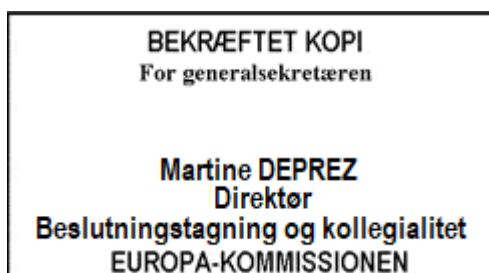 BEKRÆFTET KOPI
For generalsekretæren
Martine DEPREZ
Direktør
Beslutningstagning og kollegialitet
EUROPA-KOMMISSIONEN